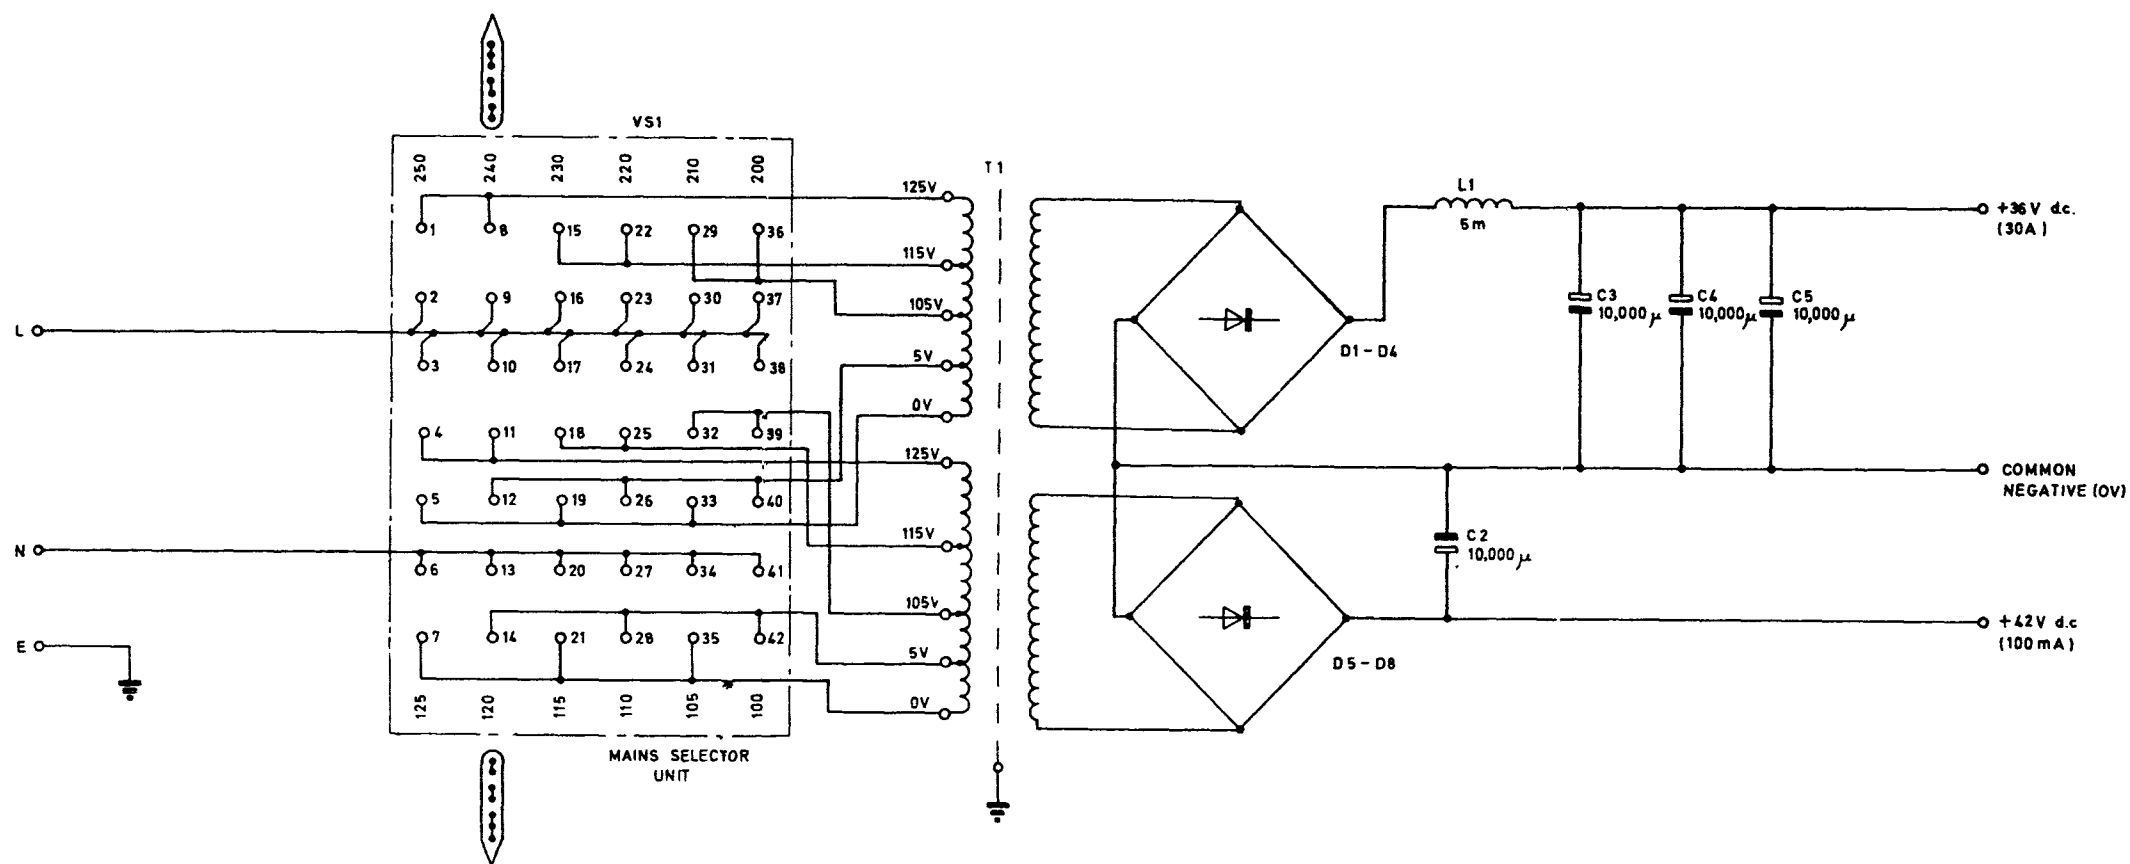 VS1
250 240 230 220 210 200
1 8 15 22 29 36
2 9 16 23 30 37
L
3 10 17 24 31 38
4 11 18 25 32 39
5 12 19 26 33 40
N
6 13 20 27 34 41
7 14 21 28 35 42
E
125 120 115 110 105 100
MAINS SELECTOR
UNIT
T1
125V
115V
105V
5V
0V
125V
115V
105V
5V
0V
D1-D4
D5-D8
L1
5m
C3
10,000 µ
C4
10,000 µ
C5
10,000 µ
C2
10,000 µ
+36V d.c.
(30A)
COMMON
NEGATIVE (0V)
+42V d.c
(100mA)